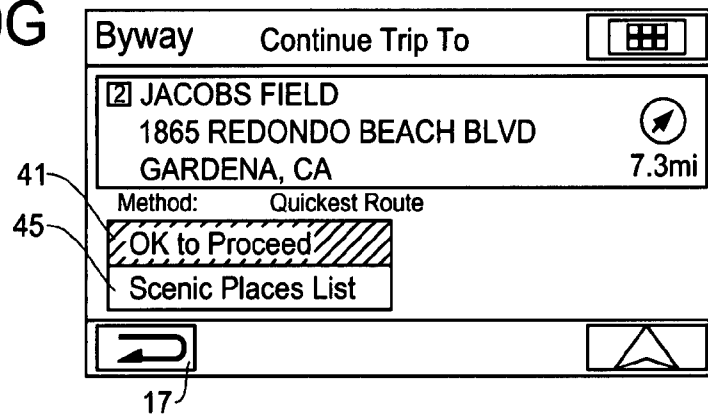 0G
Byway Continue Trip To
2 JACOBS FIELD
1865 REDONDO BEACH BLVD
GARDENA, CA 7.3mi
Method: Quickest Route
41
OK to Proceed
45
Scenic Places List
17